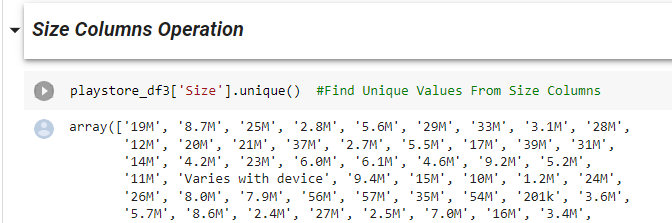 Size Columns Operation
playstore_df3['Size'].unique()  #Find Unique Values From Size Columns
array(['19M', '8.7M', '25M', '2.8M', '5.6M', '29M', '33M', '3.1M', '28M',
'12M', '20M', '21M', '37M', '2.7M', '5.5M', '17M', '39M', '31M',
'14M', '4.2M', '23M', '6.0M', '6.1M', '4.6M', '9.2M', '5.2M',
'11M', 'Varies with device', '9.4M', '15M', '10M', '1.2M', '24M',
'26M', '8.0M', '7.9M', '56M', '57M', '35M', '54M', '201k', '3.6M',
'5.7M', '8.6M', '2.4M', '27M', '2.5M', '7.0M', '16M', '3.4M',